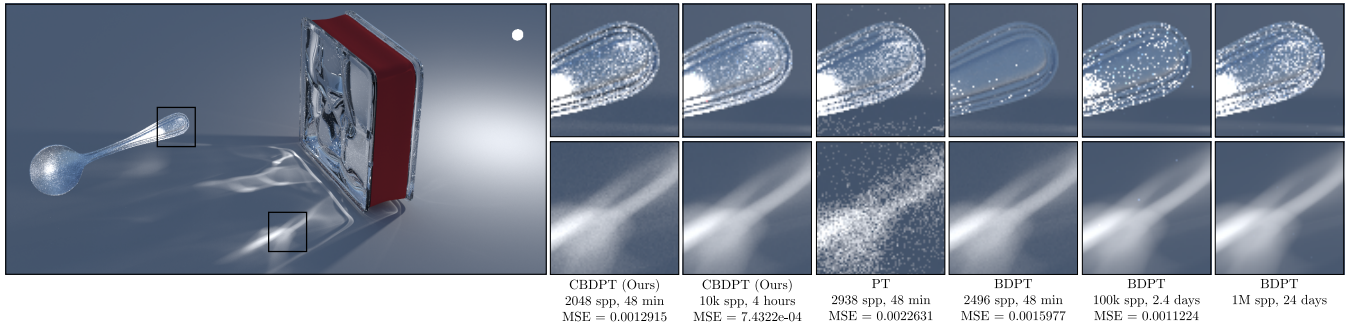 CBDPT (Ours)
2048 spp, 48 min
MSE = 0.0012915
CBDPT (Ours)
10k spp, 4 hours
MSE = 7.4322e-04
PT
2938 spp, 48 min
MSE = 0.0022631
BDPT
2496 spp, 48 min
MSE = 0.0015977
BDPT
100k spp, 2.4 days
MSE = 0.0011224
BDPT
1M spp, 24 days